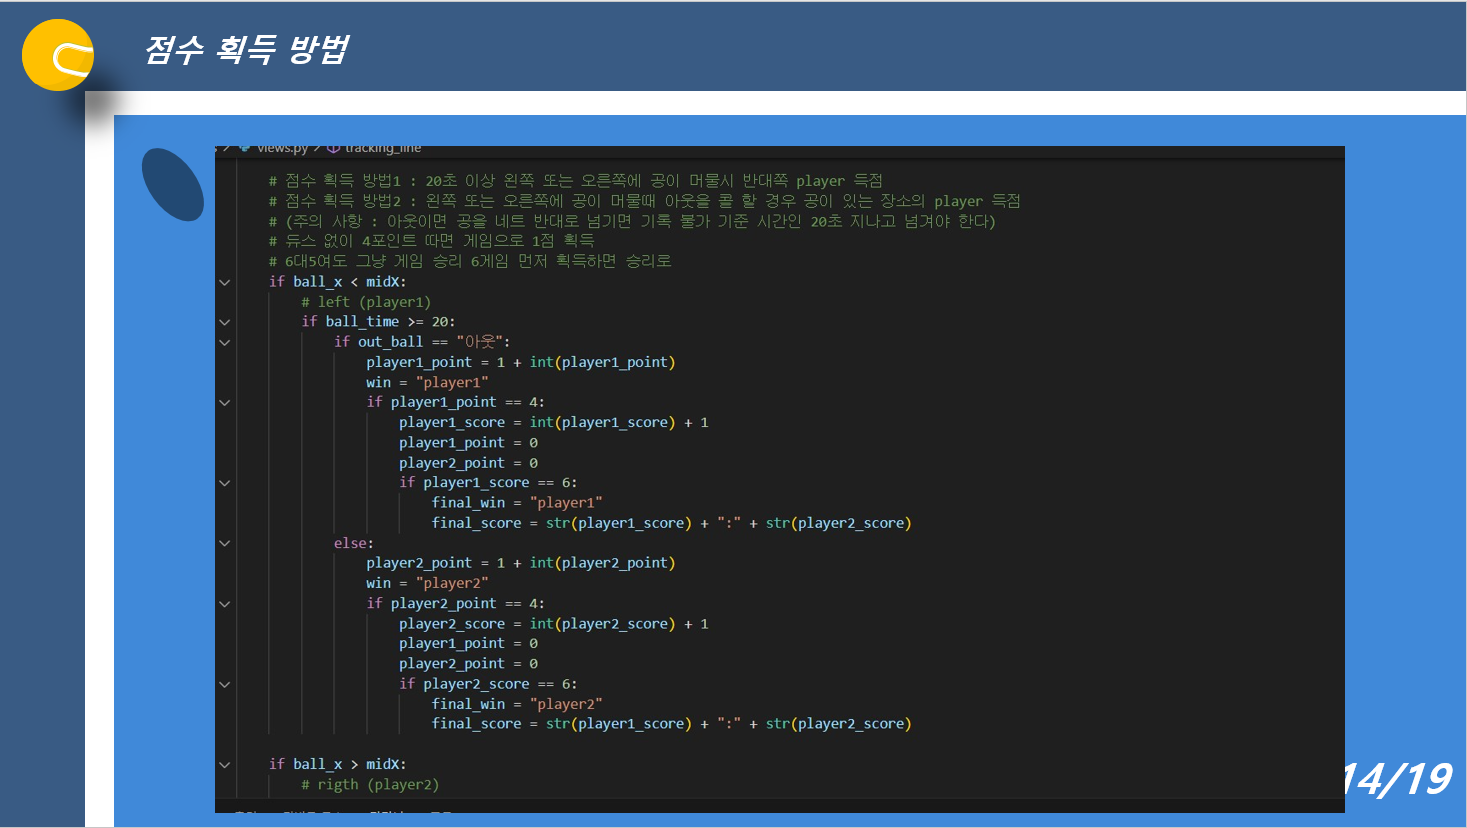 점수 획득 방법
views.py > tracking_line
# 점수 획득 방법1 : 20초 이상 왼쪽 또는 오른쪽에 공이 머물시 반대쪽 player 득점
# 점수 획득 방법2 : 왼쪽 또는 오른쪽에 공이 머물때 아웃을 콜 할 경우 공이 있는 장소의 player 득점
# (주의 사항 : 아웃이면 공을 네트 반대로 넘기면 기록 불가 기준 시간인 20초 지나고 넘겨야 한다)
# 듀스 없이 4포인트 따면 게임으로 1점 획득
# 6대5여도 그냥 게임 승리 6게임 먼저 획득하면 승리로
if ball_x < midX:
# left (player1)
if ball_time >= 20:
if out_ball == "아웃":
player1_point = 1 + int(player1_point)
win = "player1"
if player1_point == 4:
player1_score = int(player1_score) + 1
player1_point = 0
player2_point = 0
if player1_score == 6:
final_win = "player1"
final_score = str(player1_score) + ":" + str(player2_score)
else:
player2_point = 1 + int(player2_point)
win = "player2"
if player2_point == 4:
player2_score = int(player2_score) + 1
player1_point = 0
player2_point = 0
if player2_score == 6:
final_win = "player2"
final_score = str(player1_score) + ":" + str(player2_score)
if ball_x > midX:
# rigth (player2)
14/19